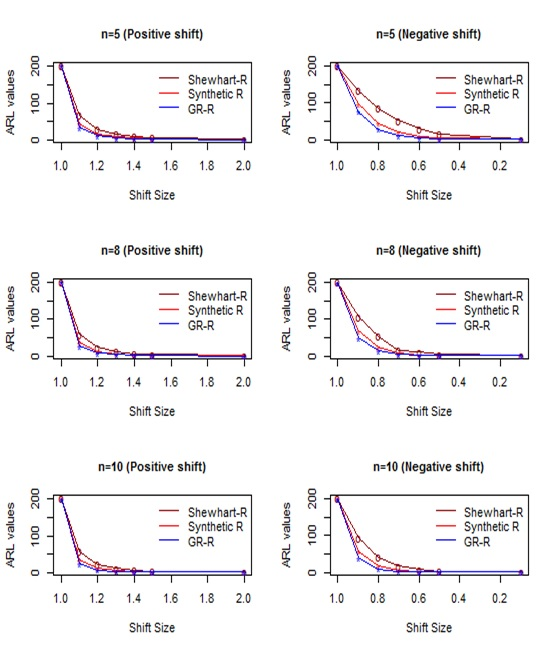 n=5 (Positive shift)
ARL values
200
100
0
Shewhart-R
Synthetic R
GR-R
1.0 1.2 1.4 1.6 1.8 2.0
Shift Size
n=5 (Negative shift)
ARL values
200
100
0
Shewhart-R
Synthetic R
GR-R
1.0 0.8 0.6 0.4 0.2
Shift Size
n=8 (Positive shift)
ARL values
200
100
0
Shewhart-R
Synthetic R
GR-R
1.0 1.2 1.4 1.6 1.8 2.0
Shift Size
n=8 (Negative shift)
ARL values
200
100
0
Shewhart-R
Synthetic R
GR-R
1.0 0.8 0.6 0.4 0.2
Shift Size
n=10 (Positive shift)
ARL values
200
100
0
Shewhart-R
Synthetic R
GR-R
1.0 1.2 1.4 1.6 1.8 2.0
Shift Size
n=10 (Negative shift)
ARL values
200
100
0
Shewhart-R
Synthetic R
GR-R
1.0 0.8 0.6 0.4 0.2
Shift Size